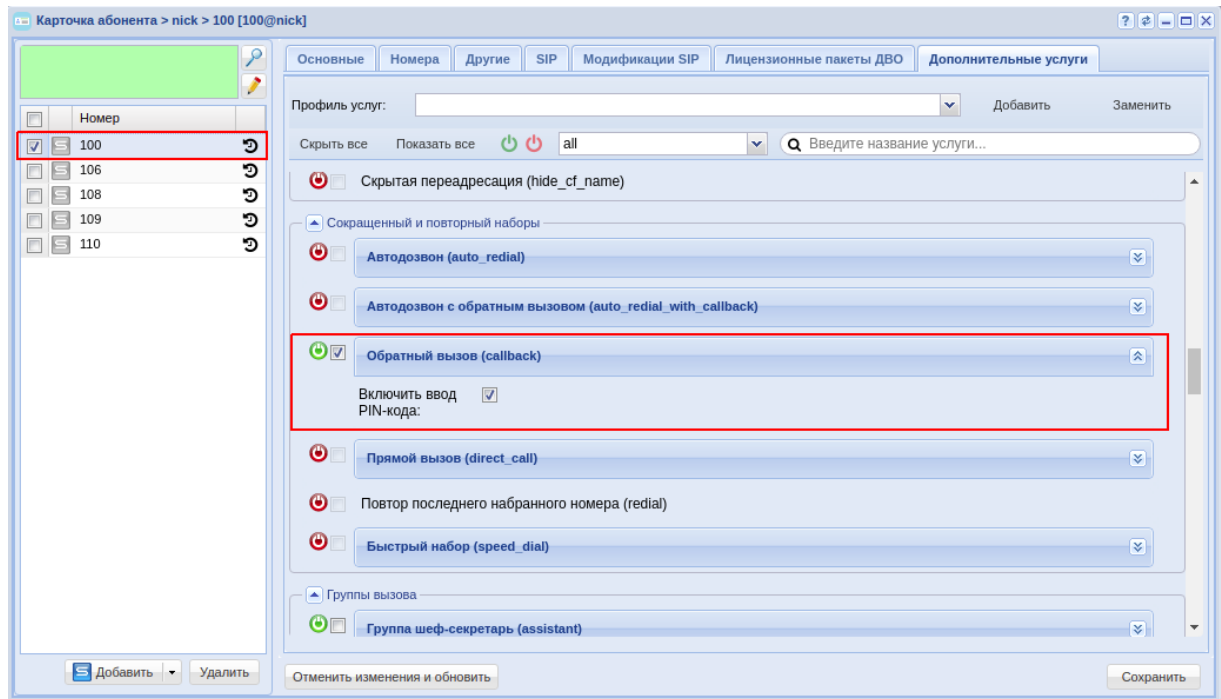 Карточка абонента > nick > 100 [100@nick]
Основные Номера Другие SIP Модификации SIP Лицензионные пакеты ДВО Дополнительные услуги
Профиль услуг: Добавить Заменить
Скрыть все Показать все all Введите название услуги...
Номер
100
106
108
109
110
Скрытая переадресация (hide_cf_name)
Сокращенный и повторный наборы
Автодозвон (auto_redial)
Автодозвон с обратным вызовом (auto_redial_with_callback)
Обратный вызов (callback)
Включить ввод
PIN-кода:
Прямой вызов (direct_call)
Повтор последнего набранного номера (redial)
Быстрый набор (speed_dial)
Группы вызова
Группа шеф-секретарь (assistant)
Добавить Удалить
Отменить изменения и обновить Сохранить